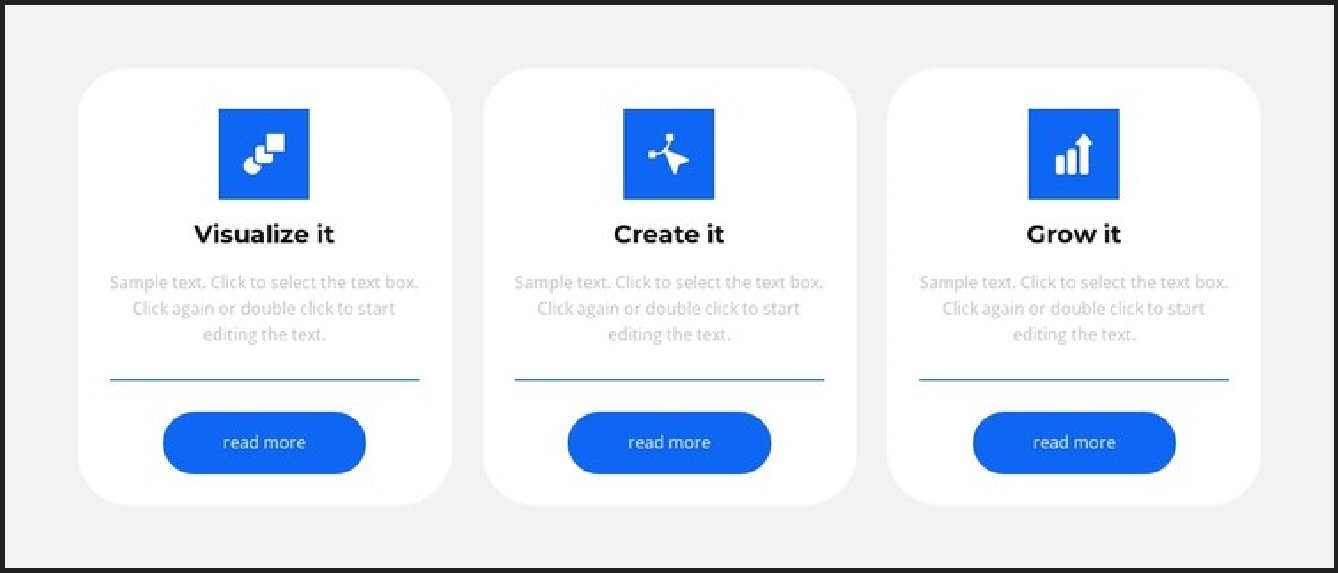 Visualize it
Sample text. Click to select the text box.
Click again or double click to start
editing the text.
read more
Create it
Sample text. Click to select the text box.
Click again or double click to start
editing the text.
read more
Grow it
Sample text. Click to select the text box.
Click again or double click to start
editing the text.
read more